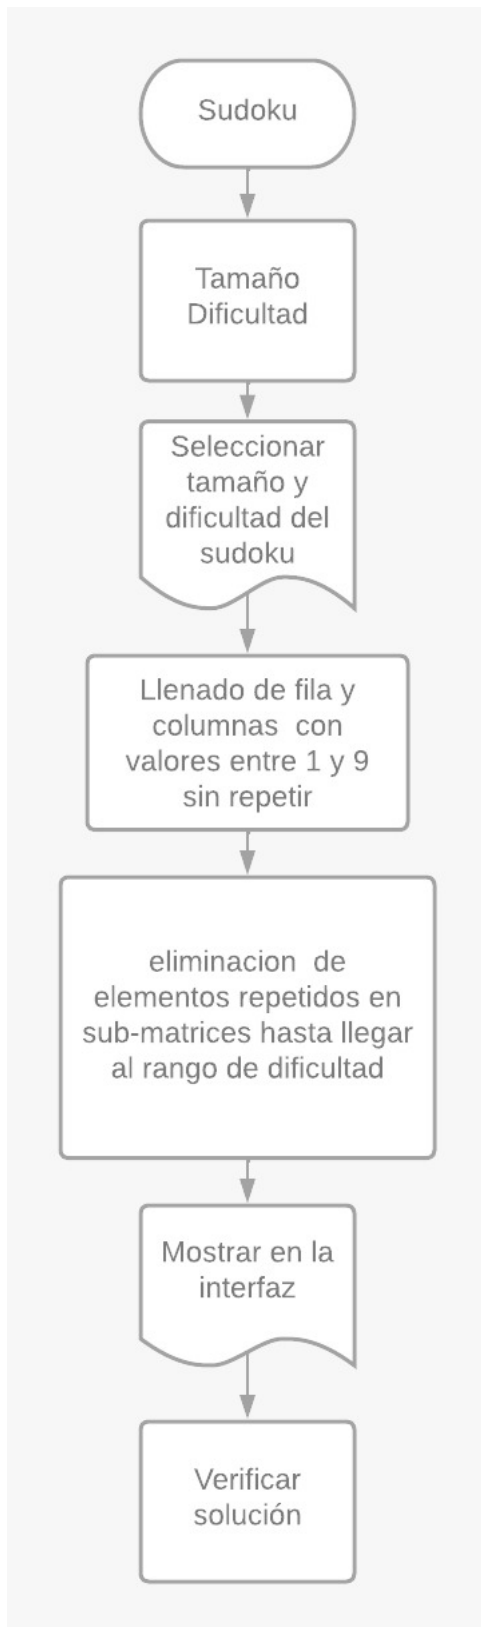 Sudoku
Tamaño
Dificultad
Seleccionar
tamaño y
dificultad del
sudoku
Llenado de fila y
columnas con
valores entre 1 y 9
sin repetir
eliminacion de
elementos repetidos en
sub-matrices hasta llegar
al rango de dificultad
Mostrar en la
interfaz
Verificar
solución